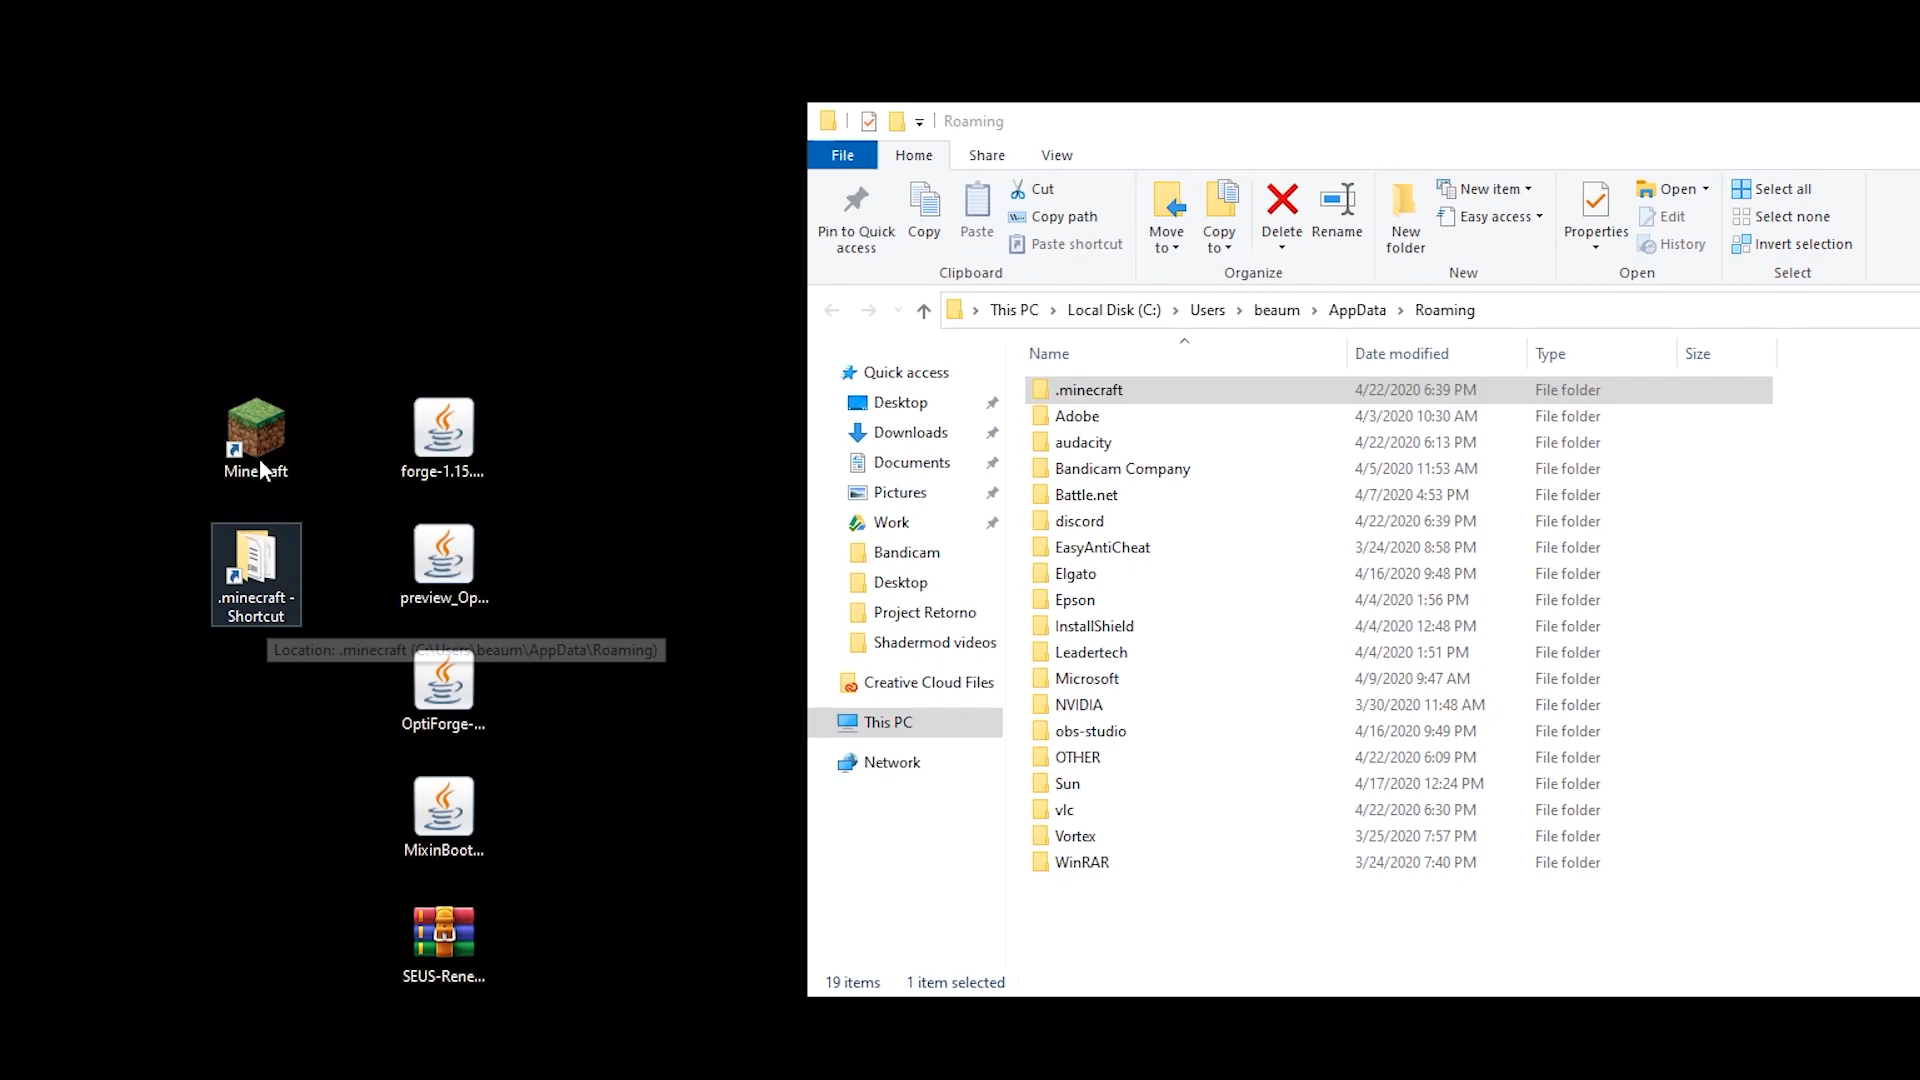 Minecraft
forge-1.15....
.minecraft -
Shortcut
preview_Op...
Location: .minecraft (C:\Users\beaum\AppData\Roaming)
OptiForge-...
MixinBoot...
SEUS-Rene...
Roaming
File
Home
Share
View
Pin to Quick
access
Copy
Paste
Cut
Copy path
Paste shortcut
Clipboard
Move
to
Copy
to
Delete
Rename
Organize
New
folder
New item
Easy access
New
Properties
Open
Edit
History
Open
Select all
Select none
Invert selection
Select
This PC > Local Disk (C:) > Users > beaum > AppData > Roaming
Quick access
Desktop
Downloads
Documents
Pictures
Work
Bandicam
Desktop
Project Retorno
Shadermod videos
Creative Cloud Files
This PC
Network
Name Date modified Type Size
.minecraft 4/22/2020 6:39 PM File folder
Adobe 4/3/2020 10:30 AM File folder
audacity 4/22/2020 6:13 PM File folder
Bandicam Company 4/5/2020 11:53 AM File folder
Battle.net 4/7/2020 4:53 PM File folder
discord 4/22/2020 6:39 PM File folder
EasyAntiCheat 3/24/2020 8:58 PM File folder
Elgato 4/16/2020 9:48 PM File folder
Epson 4/4/2020 1:56 PM File folder
InstallShield 4/4/2020 12:48 PM File folder
Leadertech 4/4/2020 1:51 PM File folder
Microsoft 4/9/2020 9:47 AM File folder
NVIDIA 3/30/2020 11:48 AM File folder
obs-studio 4/16/2020 9:49 PM File folder
OTHER 4/22/2020 6:09 PM File folder
Sun 4/17/2020 12:24 PM File folder
vlc 4/22/2020 6:30 PM File folder
Vortex 3/25/2020 7:57 PM File folder
WinRAR 3/24/2020 7:40 PM File folder
19 items 1 item selected